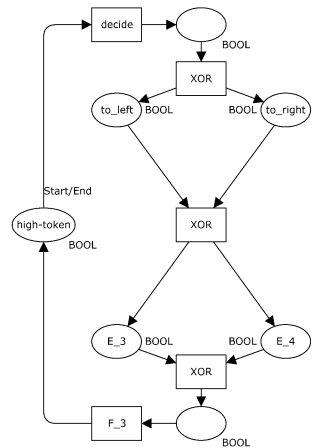 decide
BOOL
XOR
to_left
BOOL
BOOL
to_right
Start/End
high-token
BOOL
XOR
E_3
BOOL
BOOL
E_4
XOR
F_3
BOOL